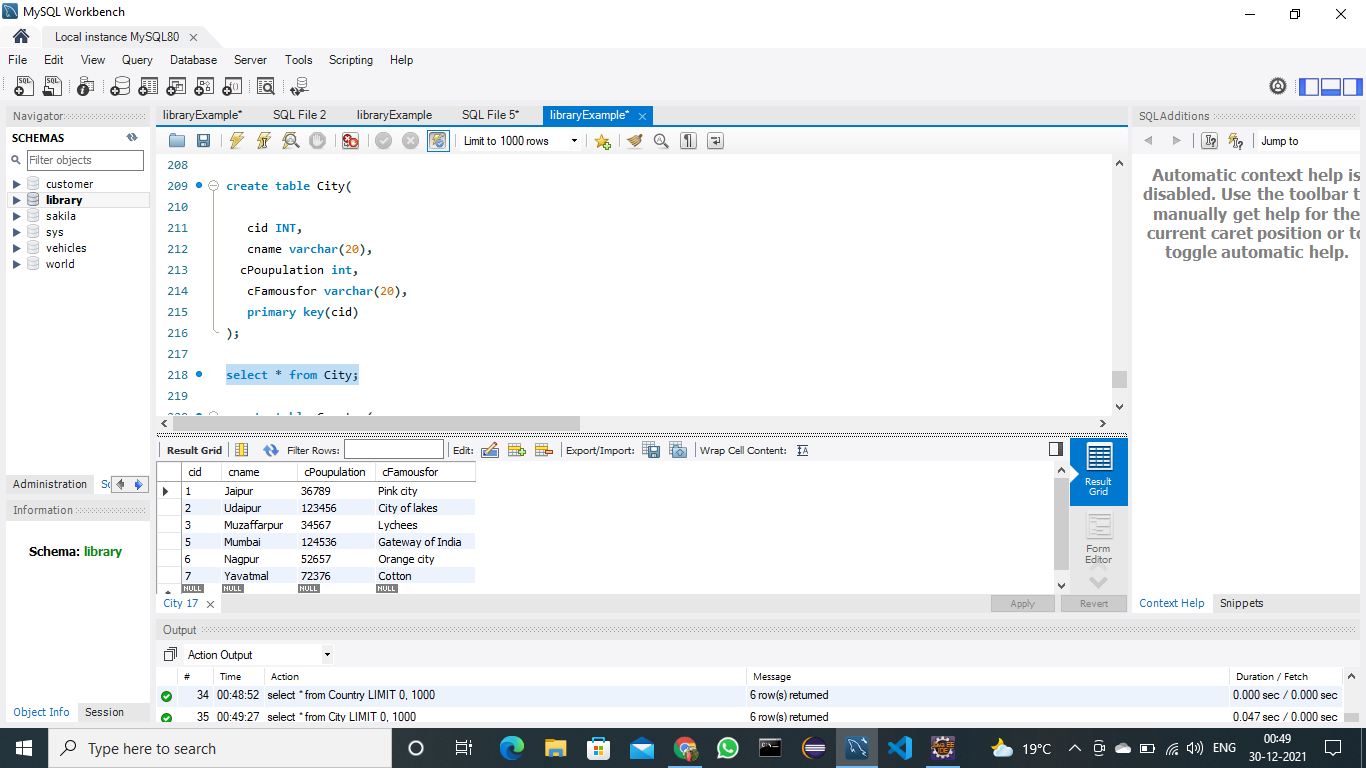 MySQL Workbench
Local instance MySQL80
File Edit View Query Database Server Tools Scripting Help
Navigator
SCHEMAS
Filter objects
customer
library
sakila
sys
vehicles
world
Administration
Information
Schema: library
Object Info Session
libraryExample* SQL File 2 libraryExample SQL File 5* libraryExample*
Limit to 1000 rows
208
209 create table City(
210
211 cid INT,
212 cname varchar(20),
213 cPoupulation int,
214 cFamousfor varchar(20),
215 primary key(cid)
216 );
217
218 select * from City;
219
Result Grid Filter Rows: Edit: Export/Import: Wrap Cell Content:
cid cname cPoupulation cFamousfor
1 Jaipur 36789 Pink city
2 Udaipur 123456 City of lakes
3 Muzaffarpur 34567 Lychees
5 Mumbai 124536 Gateway of India
6 Nagpur 52657 Orange city
7 Yavatmal 72376 Cotton
NULL NULL NULL NULL
Result
Grid
Form
Editor
City 17 Apply Revert
SQLAdditions
Jump to
Automatic context help is
disabled. Use the toolbar
manually get help for the
current caret position or
toggle automatic help.
Context Help Snippets
Output
Action Output
# Time Action Message Duration / Fetch
34 00:48:52 select * from Country LIMIT 0, 1000 6 row(s) returned 0.000 sec / 0.000 sec
35 00:49:27 select * from City LIMIT 0, 1000 6 row(s) returned 0.047 sec / 0.000 sec
Type here to search
19°C
ENG
00:49
30-12-2021